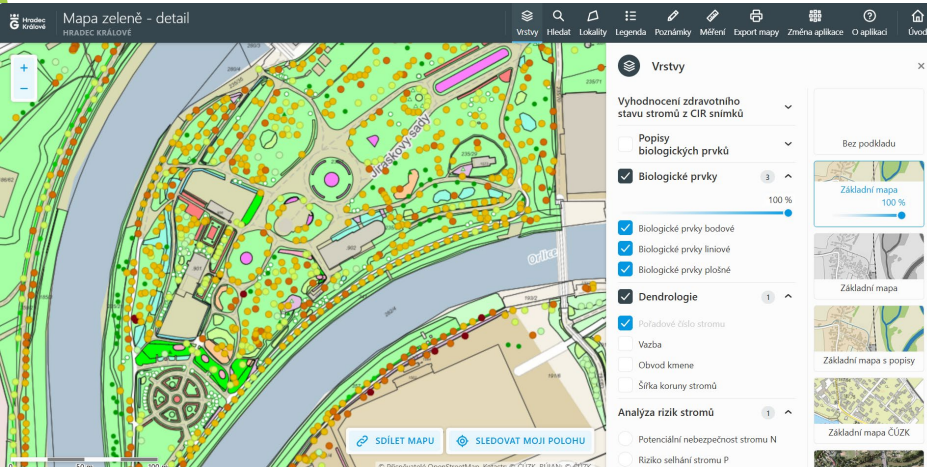 Hradec
Králové
Mapa zeleně - detail
HRADEC KRÁLOVÉ
Vrstvy
Hledat
Lokality
Legenda
Poznámky
Měření
Export mapy
Změna aplikace
O aplikaci
Úvod
+
−
Jiráskovy sady
Orlice
SDÍLET MAPU
SLEDOVAT MOJI POLOHU
0
50 m
100 m
Vrstvy
Vyhodnocení zdravotního
stavu stromů z CIR snímků
Popisy
biologických prvků
Biologické prvky 3
100 %
Biologické prvky bodové
Biologické prvky liniové
Biologické prvky plošné
Dendrologie 1
Pořadové číslo stromu
Vazba
Obvod kmene
Šířka koruny stromů
Analýza rizik stromů 1
Potenciální nebezpečnost stromu N
Riziko selhání stromu P
Bez podkladu
Základní mapa
100 %
Základní mapa
Základní mapa s popisy
Základní mapa ČÚZK